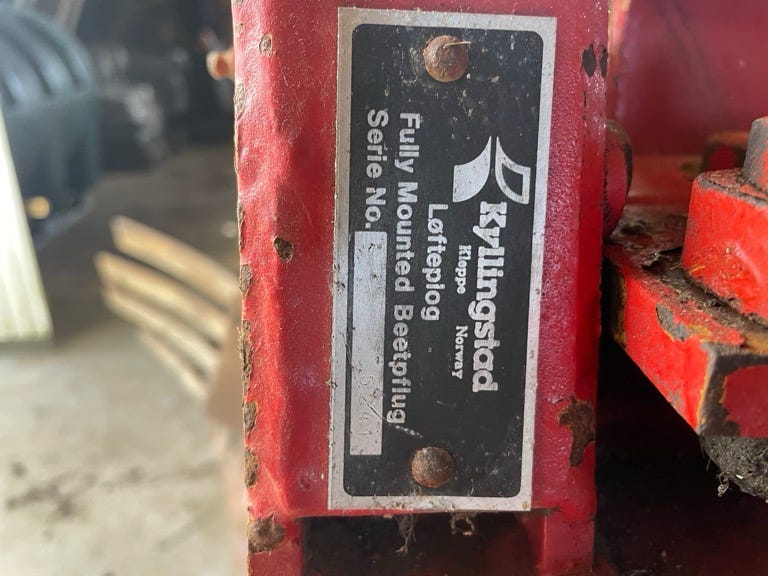 Kyllingstad
Kleppe Norway
Løfteplog
Fully Mounted Beetpflug
Serie No.